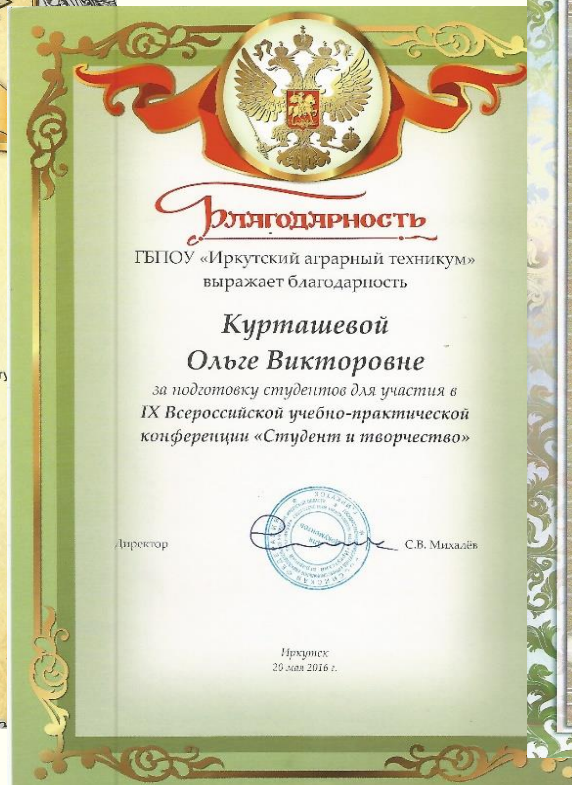 Благодарность
ГБПОУ «Иркутский аграрный техникум»
выражает благодарность
Курташевой
Ольге Викторовне
за подготовку студентов для участия в
IX Всероссийской учебно-практической
конференции «Студент и творчество»
Директор
С.В. Михалёв
Иркутск
20 мая 2016 г.